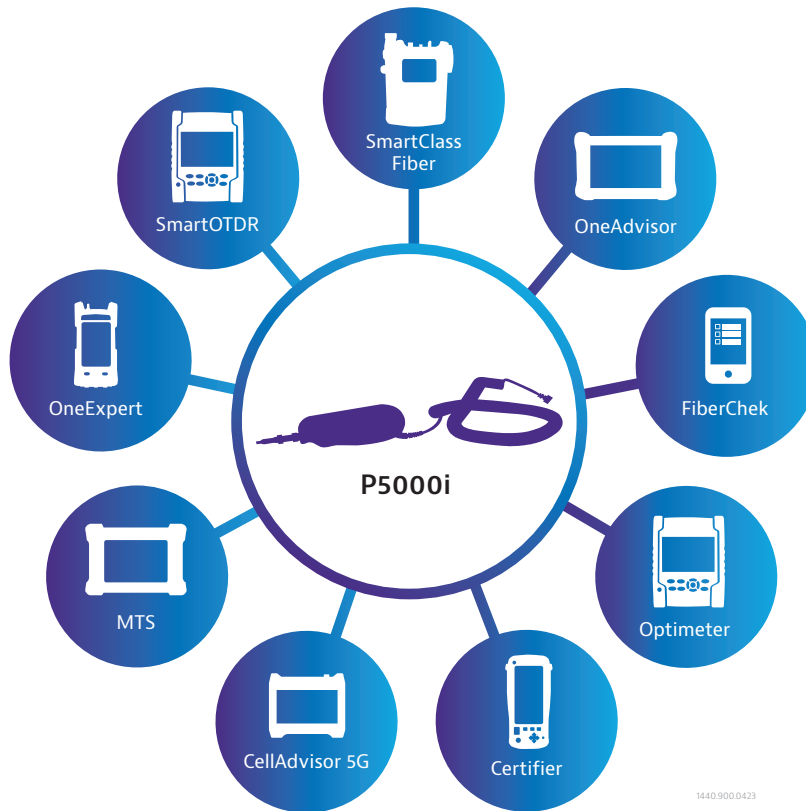 SmartClass
Fiber
SmartOTDR
OneAdvisor
OneExpert
FiberChek
P5000i
MTS
Optimeter
CellAdvisor 5G
Certifier
1440.900.0423